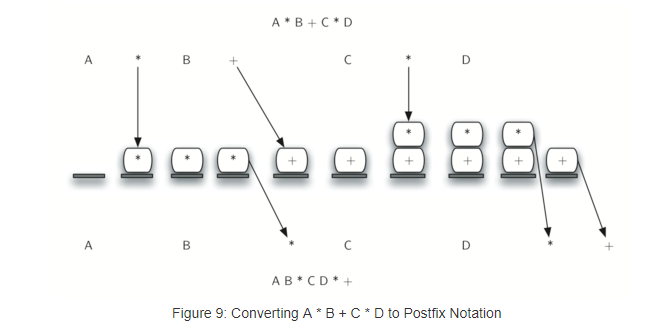 A * B + C * D
A * B + C * D
* * * + + * * * +
+ + +
A B * C D * +
A B * C D * +
Figure 9: Converting A * B + C * D to Postfix Notation